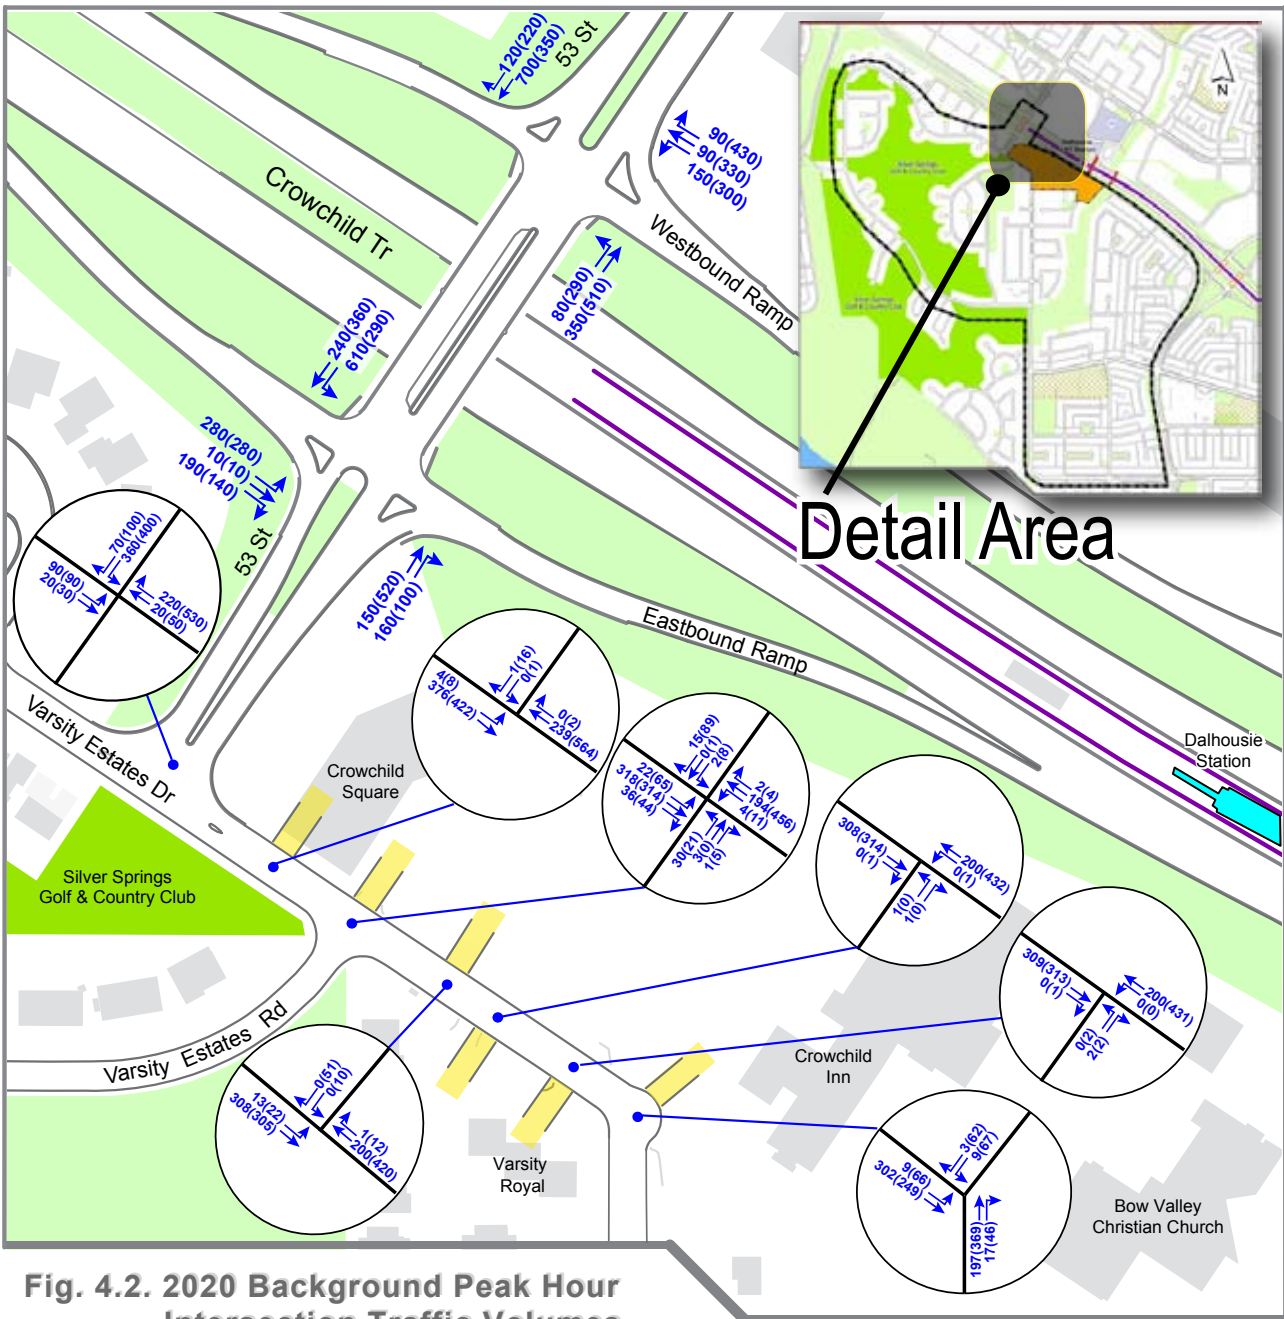 120(220)
700(350)
53 St
N
90(430)
90(330)
150(300)
Crowchild Tr
Westbound Ramp
80(290)
350(510)
240(360)
610(290)
280(280)
10(10)
190(140)
53 St
Detail Area
70(100)
360(400)
90(90)
20(30)
220(530)
20(50)
150(520)
160(100)
Eastbound Ramp
1(16)
0(1)
4(8)
376(422)
0(2)
239(564)
15(89)
0(1)
2(8)
22(65)
318(314)
36(44)
2(4)
194(456)
4(11)
30(21)
3(0)
1(5)
Dalhousie
Station
Varsity Estates Dr
Crowchild
Square
308(314)
0(1)
200(432)
0(1)
1(0)
1(0)
Silver Springs
Golf & Country Club
309(313)
0(1)
200(431)
0(0)
0(2)
2(2)
Varsity Estates Rd
Crowchild
Inn
0(51)
0(10)
13(22)
308(305)
1(12)
200(420)
3(62)
9(67)
9(66)
302(249)
197(369)
17(46)
Varsity
Royal
Bow Valley
Christian Church
Fig. 4.2. 2020 Background Peak Hour
Intersection Traffic Volumes